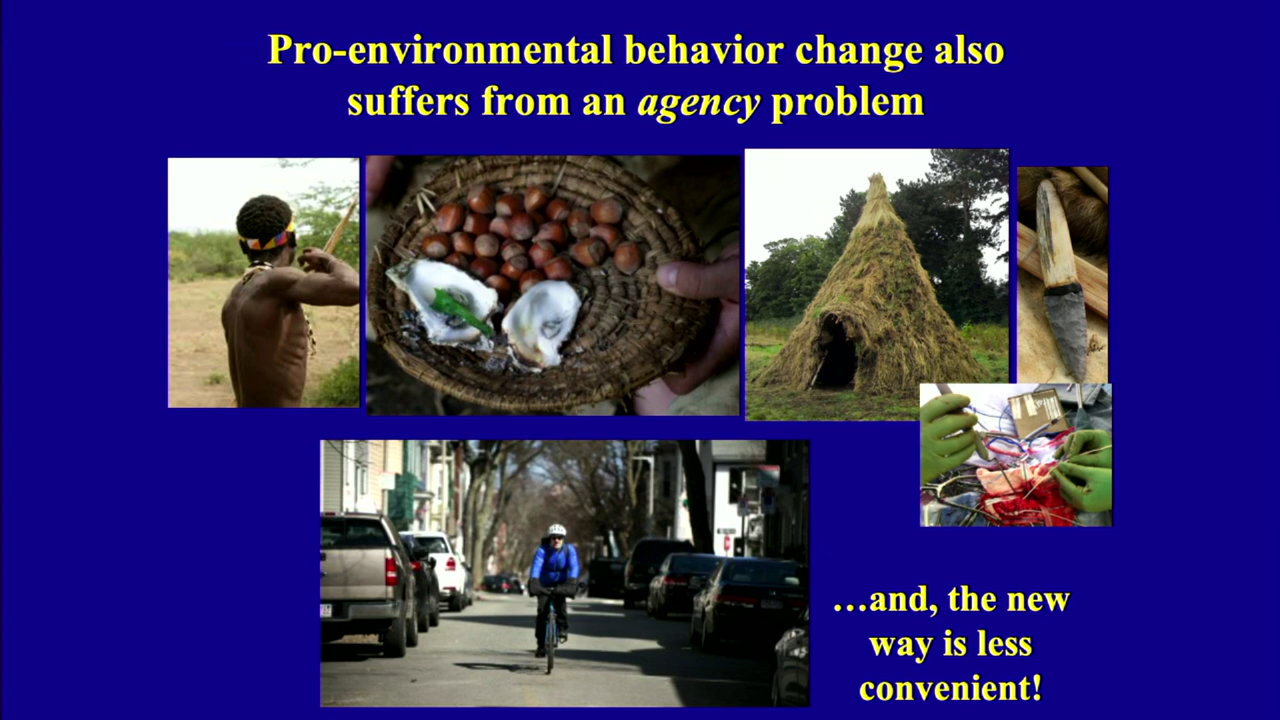 Pro-environmental behavior change also
suffers from an agency problem
…and, the new
way is less
convenient!